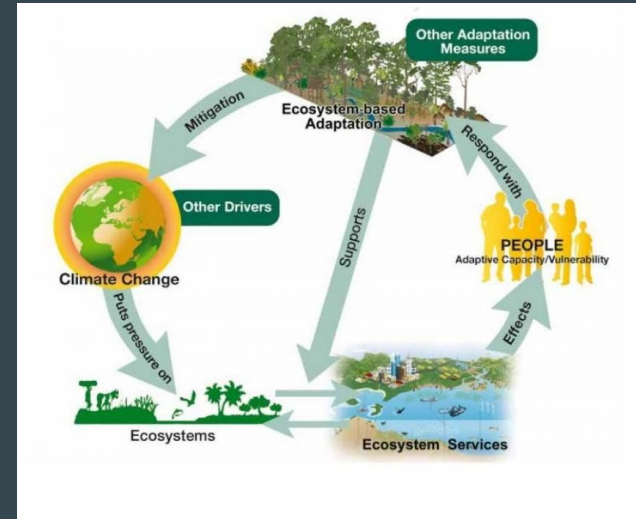 Other Adaptation
Measures
Ecosystem-based
Adaptation
Mitigation
Respond with
Other Drivers
Supports
PEOPLE
Adaptive Capacity/Vulnerability
Climate Change
Puts pressure on
Effects
Ecosystems
Ecosystem Services